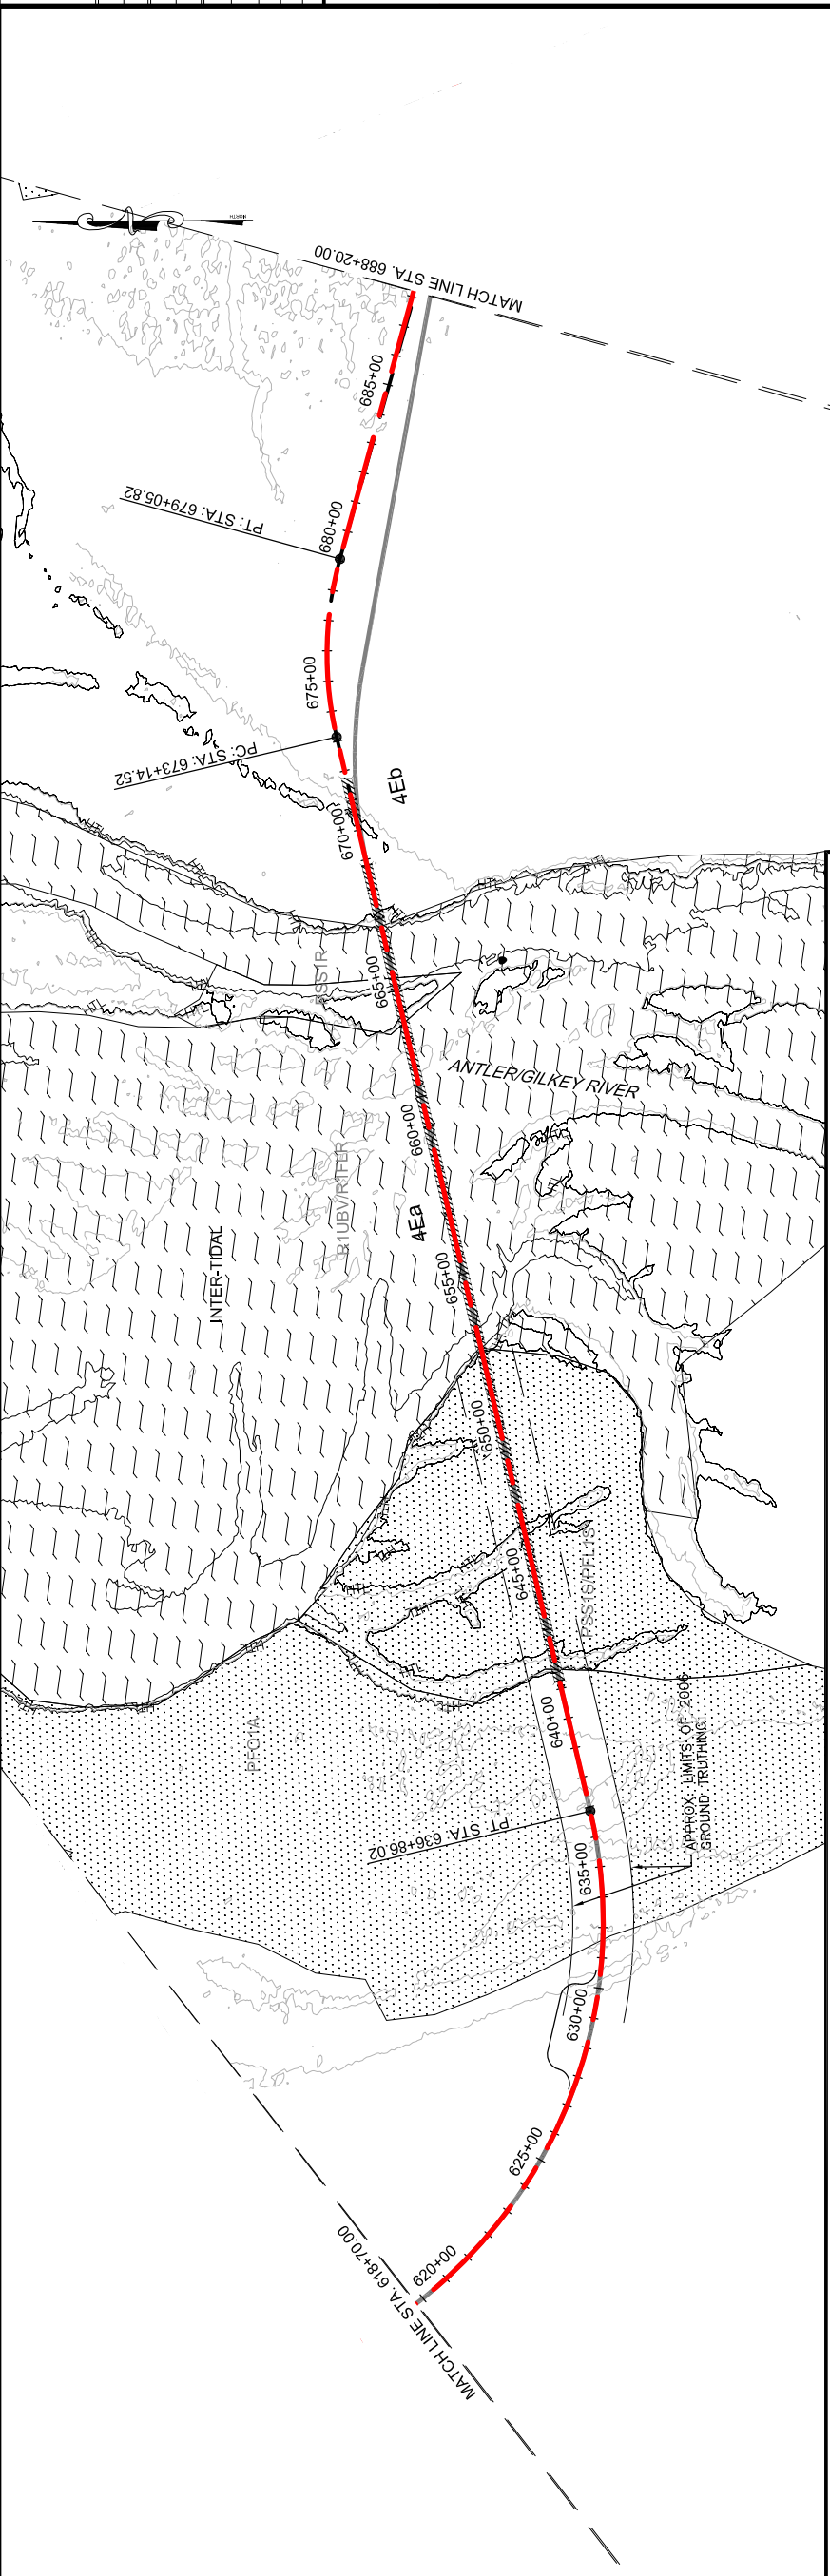 NORTH
MATCH LINE STA. 688+20.00
685+00
PT: STA: 679+05.82
680+00
675+00
PC: STA: 673+14.52
4Eb
670+00
665+00
ANTLER/GILKEY RIVER
660+00
4Ea
INTER-TIDAL
655+00
650+00
645+00
640+00
PFO1A
APPROX. LIMITS OF 2006
GROUND TRUTHING
PT STA: 636+86.02
635+00
630+00
625+00
620+00
MATCH LINE STA. 618+70.00